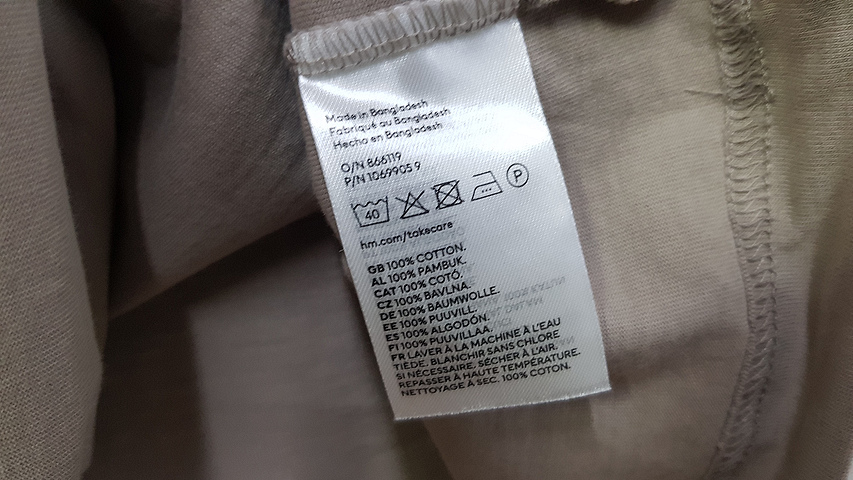 Made in Bangladesh
Fabriqué au Bangladesh
Hecho en Bangladesh
O/N 866119
P/N 1069905 9
40
P
hm.com/takecare
GB 100% COTTON.
AL 100% PAMBUK.
CAT 100% COTÓ.
CZ 100% BAVLNA.
DE 100% BAUMWOLLE.
EE 100% PUUVILL.
ES 100% ALGODÓN.
FI 100% PUUVILLAA.
FR LAVER À LA MACHINE À L'EAU
TIÈDE. BLANCHIR SANS CHLORE
SI NÉCESSAIRE. SÉCHER À L'AIR.
REPASSER À HAUTE TEMPÉRATURE.
NETTOYAGE À SEC. 100% COTON.